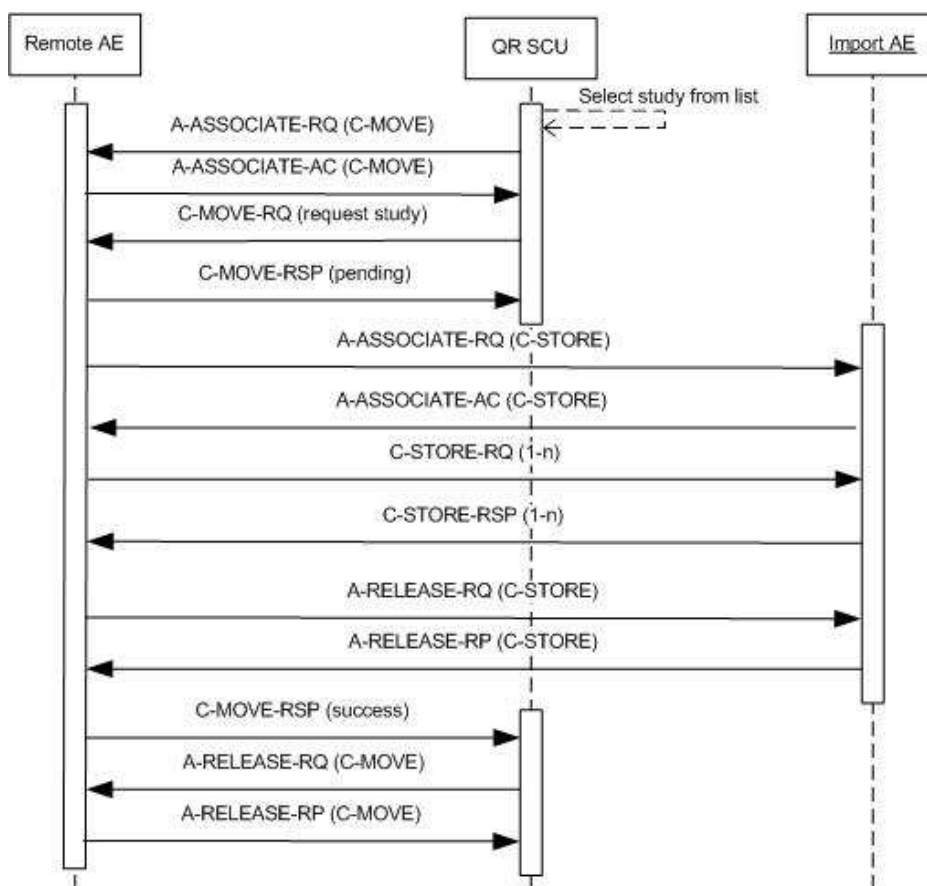 Remote AE
QR SCU
Import AE
Select study from list
A-ASSOCIATE-RQ (C-MOVE)
A-ASSOCIATE-AC (C-MOVE)
C-MOVE-RQ (request study)
C-MOVE-RSP (pending)
A-ASSOCIATE-RQ (C-STORE)
A-ASSOCIATE-AC (C-STORE)
C-STORE-RQ (1-n)
C-STORE-RSP (1-n)
A-RELEASE-RQ (C-STORE)
A-RELEASE-RP (C-STORE)
C-MOVE-RSP (success)
A-RELEASE-RQ (C-MOVE)
A-RELEASE-RP (C-MOVE)